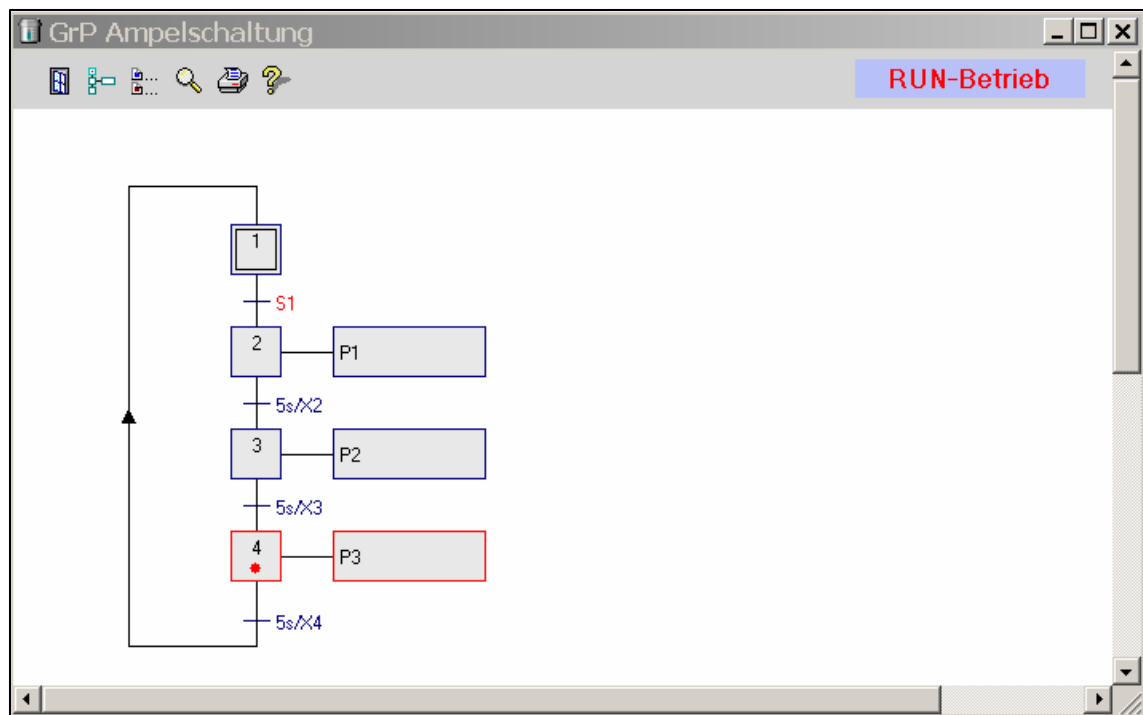 GrP Ampelschaltung
RUN-Betrieb
1
S1
2
P1
5s/X2
3
P2
5s/X3
4
P3
5s/X4